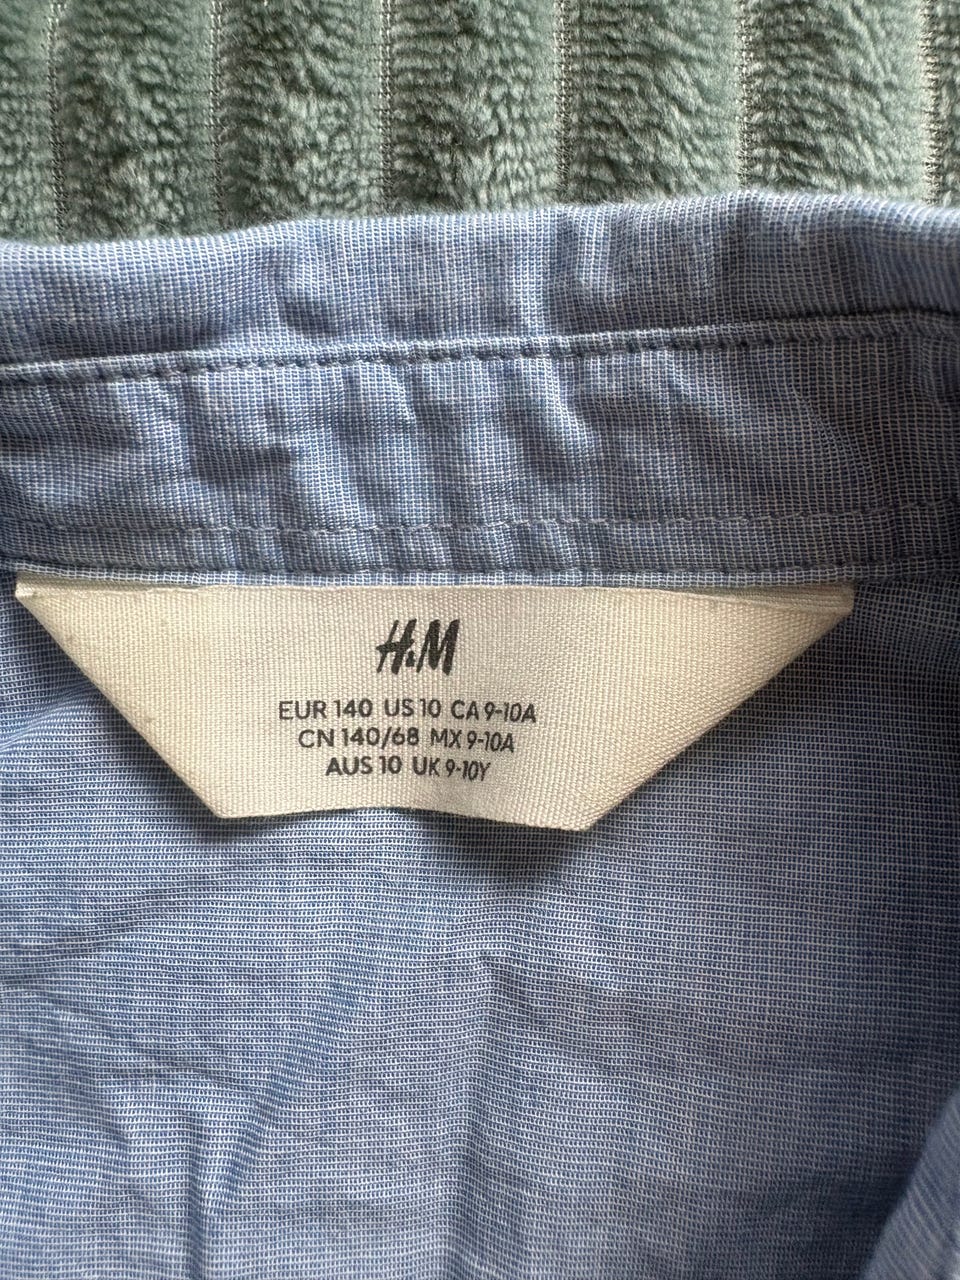 H&M
EUR 140 US 10 CA 9-10A
CN 140/68 MX 9-10A
AUS 10 UK 9-10Y